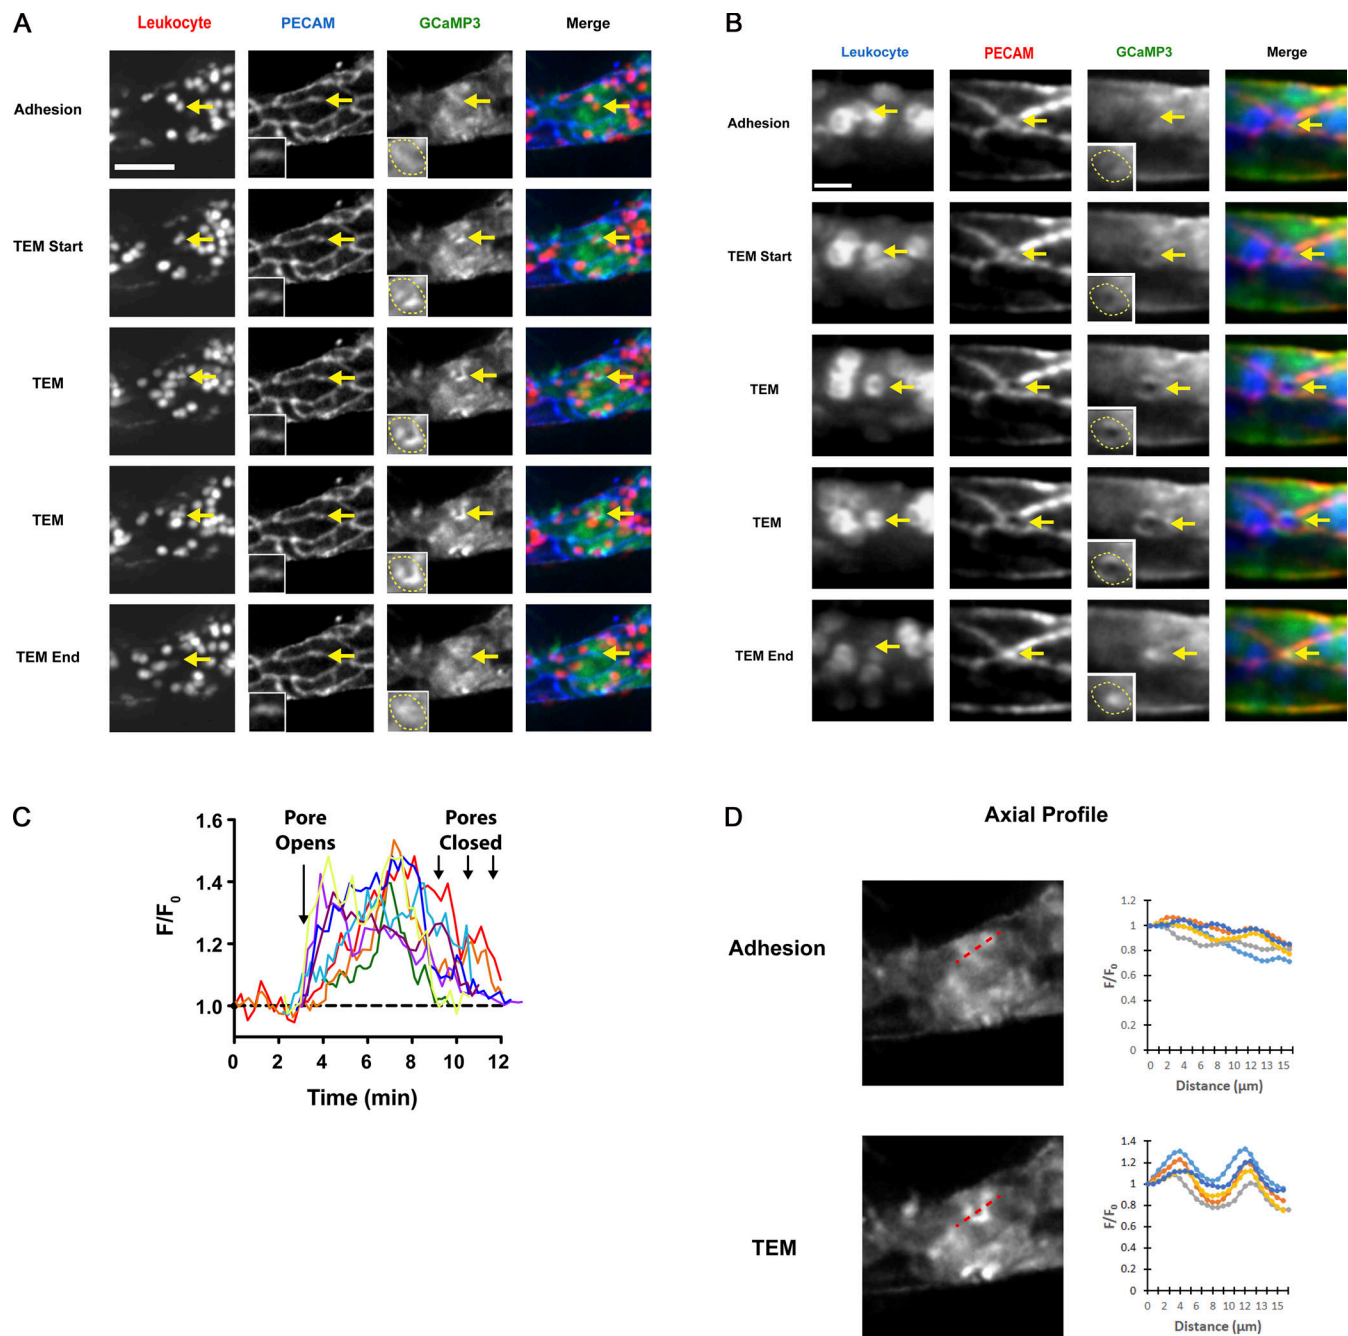 A
Leukocyte PECAM GCaMP3 Merge
Adhesion
TEM Start
TEM
TEM
TEM End
B
Leukocyte PECAM GCaMP3 Merge
Adhesion
TEM Start
TEM
TEM
TEM End
C
Pore Opens
Pores Closed
F/F0
1.6
1.4
1.2
1.0
0 2 4 6 8 10 12
Time (min)
D
Axial Profile
Adhesion
F/F0
1.2
1
0.8
0.6
0.4
0.2
0
0 2 4 6 8 10 12 13 15
Distance (µm)
TEM
F/F0
1.4
1.2
1
0.8
0.6
0.4
0.2
0
0 2 4 6 8 10 12 13 15
Distance (µm)